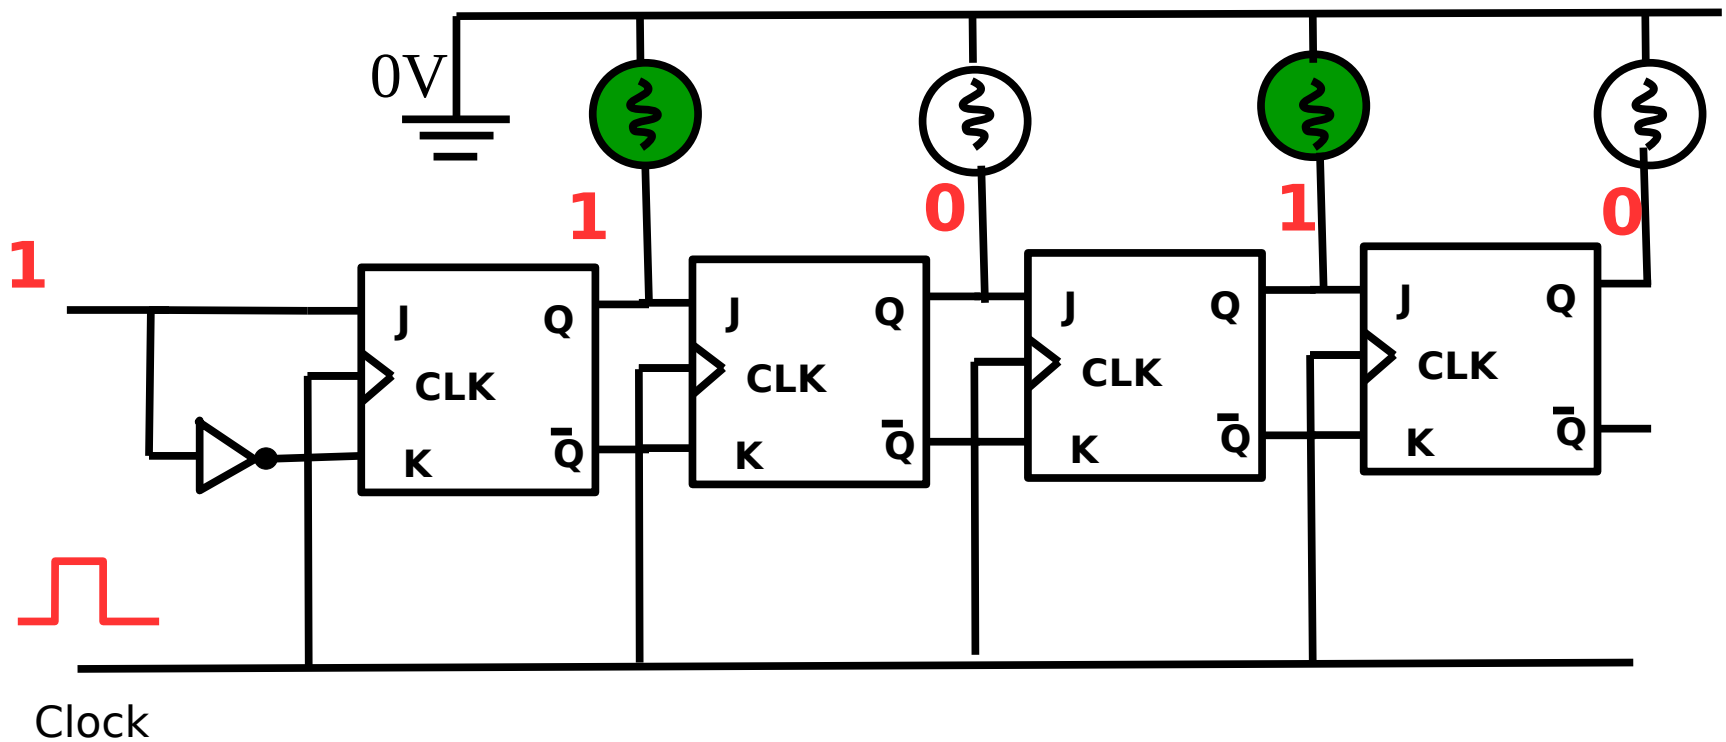 0V
1 0 1 0
1
J Q J Q J Q J Q
CLK CLK CLK CLK
K Q̅ K Q̅ K Q̅ K Q̅
Clock